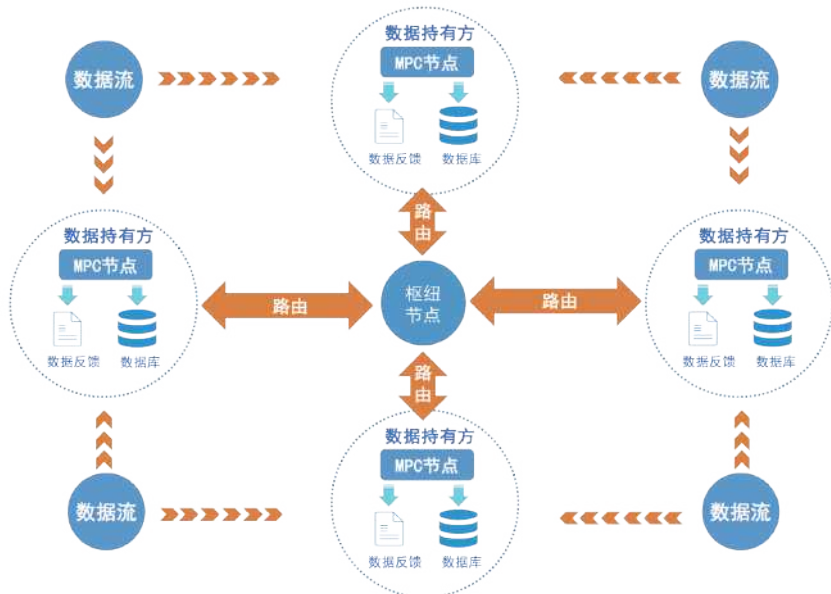 数据持有方
MPC节点
数据反馈
数据库
数据流
数据流
路由
数据持有方
MPC节点
数据反馈
数据库
路由
枢纽
节点
路由
数据持有方
MPC节点
数据反馈
数据库
路由
数据持有方
MPC节点
数据反馈
数据库
数据流
数据流